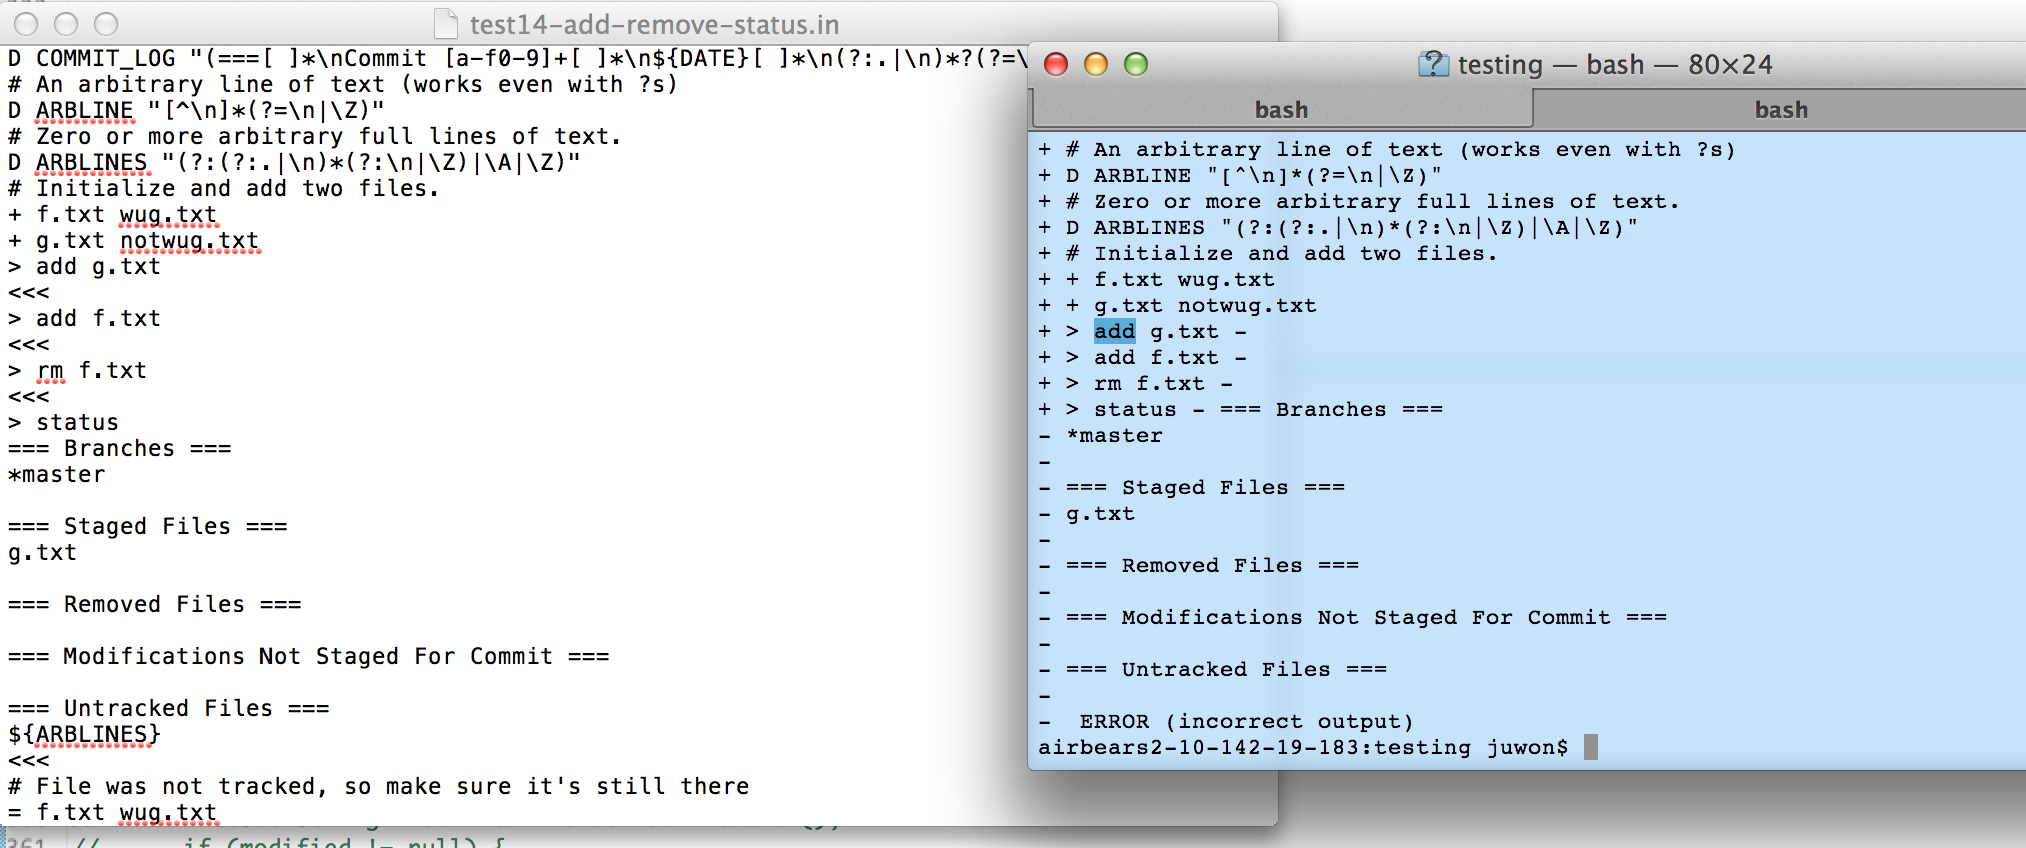 test14-add-remove-status.in
D COMMIT_LOG "(===[ ]*\nCommit [a-f0-9]+[ ]*\n${DATE}[ ]*\n(?:.|\n)*?(?=\
# An arbitrary line of text (works even with ?s)
D ARBLINE "[^\n]*(?=\n|\Z)"
# Zero or more arbitrary full lines of text.
D ARBLINES "(?:(?:.|\n)*(?:\n|\Z)|\A|\Z)"
# Initialize and add two files.
+ f.txt wug.txt
+ g.txt notwug.txt
> add g.txt
<<<
> add f.txt
<<<
> rm f.txt
<<<
> status
=== Branches ===
*master
=== Staged Files ===
g.txt
=== Removed Files ===
=== Modifications Not Staged For Commit ===
=== Untracked Files ===
${ARBLINES}
<<<
# File was not tracked, so make sure it's still there
= f.txt wug.txt
361 // if (modified != null) {
testing — bash — 80×24
bash
bash
+ # An arbitrary line of text (works even with ?s)
+ D ARBLINE "[^\n]*(?=\n|\Z)"
+ # Zero or more arbitrary full lines of text.
+ D ARBLINES "(?:(?:.|\n)*(?:\n|\Z)|\A|\Z)"
+ # Initialize and add two files.
+ + f.txt wug.txt
+ + g.txt notwug.txt
+ > add g.txt -
+ > add f.txt -
+ > rm f.txt -
+ > status - === Branches ===
- *master
-
- === Staged Files ===
- g.txt
-
- === Removed Files ===
-
- === Modifications Not Staged For Commit ===
-
- === Untracked Files ===
-
- ERROR (incorrect output)
airbears2-10-142-19-183:testing juwon$